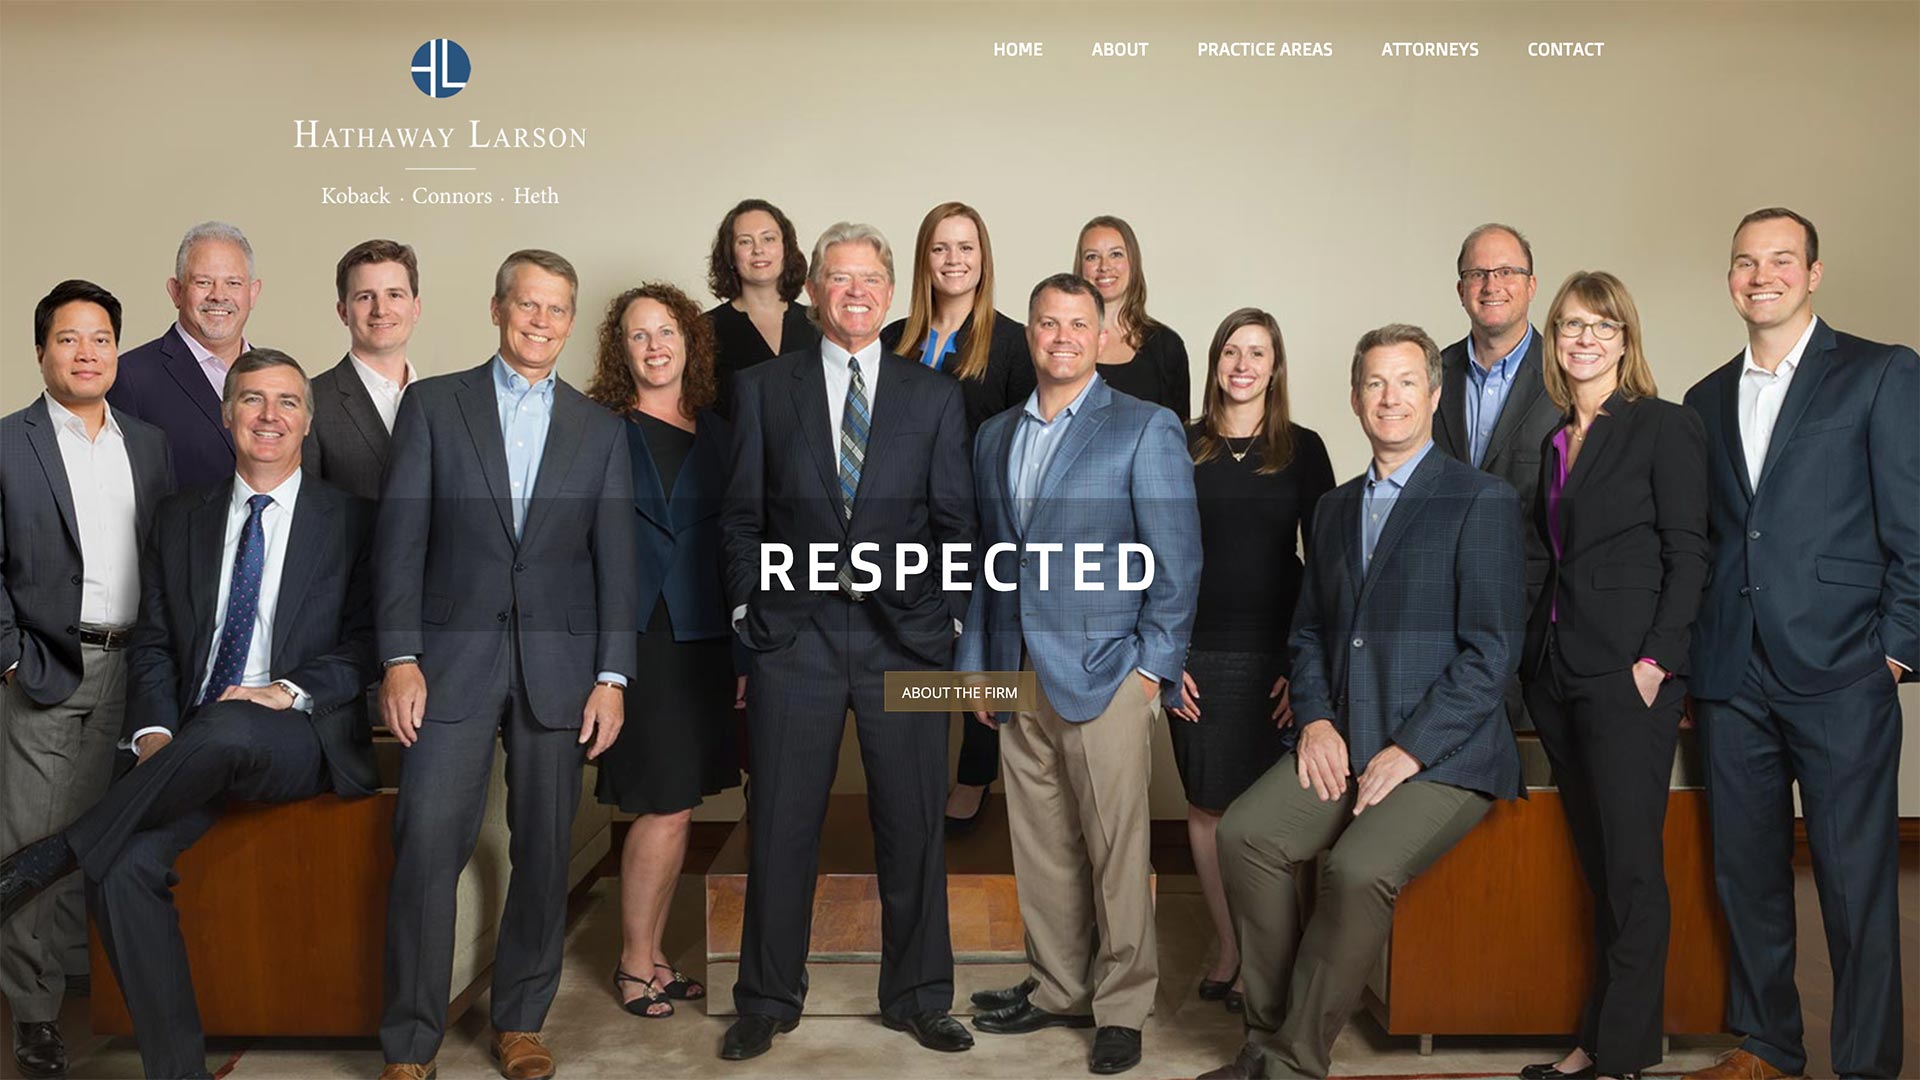 HL
HATHAWAY LARSON
Koback · Connors · Heth
HOME ABOUT PRACTICE AREAS ATTORNEYS CONTACT
RESPECTED
ABOUT THE FIRM